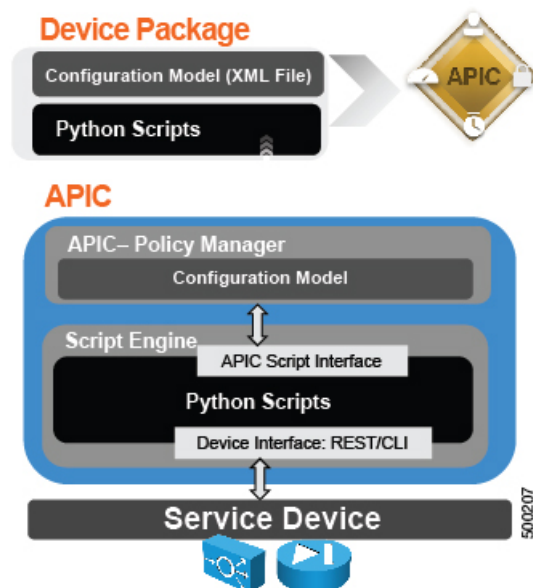 Device Package
Configuration Model (XML File)
Python Scripts
APIC
APIC
APIC– Policy Manager
Configuration Model
Script Engine
APIC Script Interface
Python Scripts
Device Interface: REST/CLI
Service Device
500207